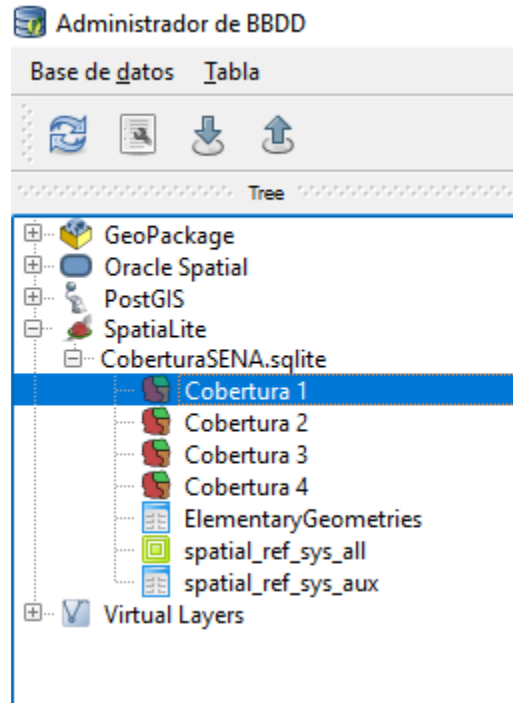 Administrador de BBDD
Base de datos Tabla
Tree
GeoPackage
Oracle Spatial
PostGIS
SpatiaLite
CoberturaSENA.sqlite
Cobertura 1
Cobertura 2
Cobertura 3
Cobertura 4
ElementaryGeometries
spatial_ref_sys_all
spatial_ref_sys_aux
Virtual Layers